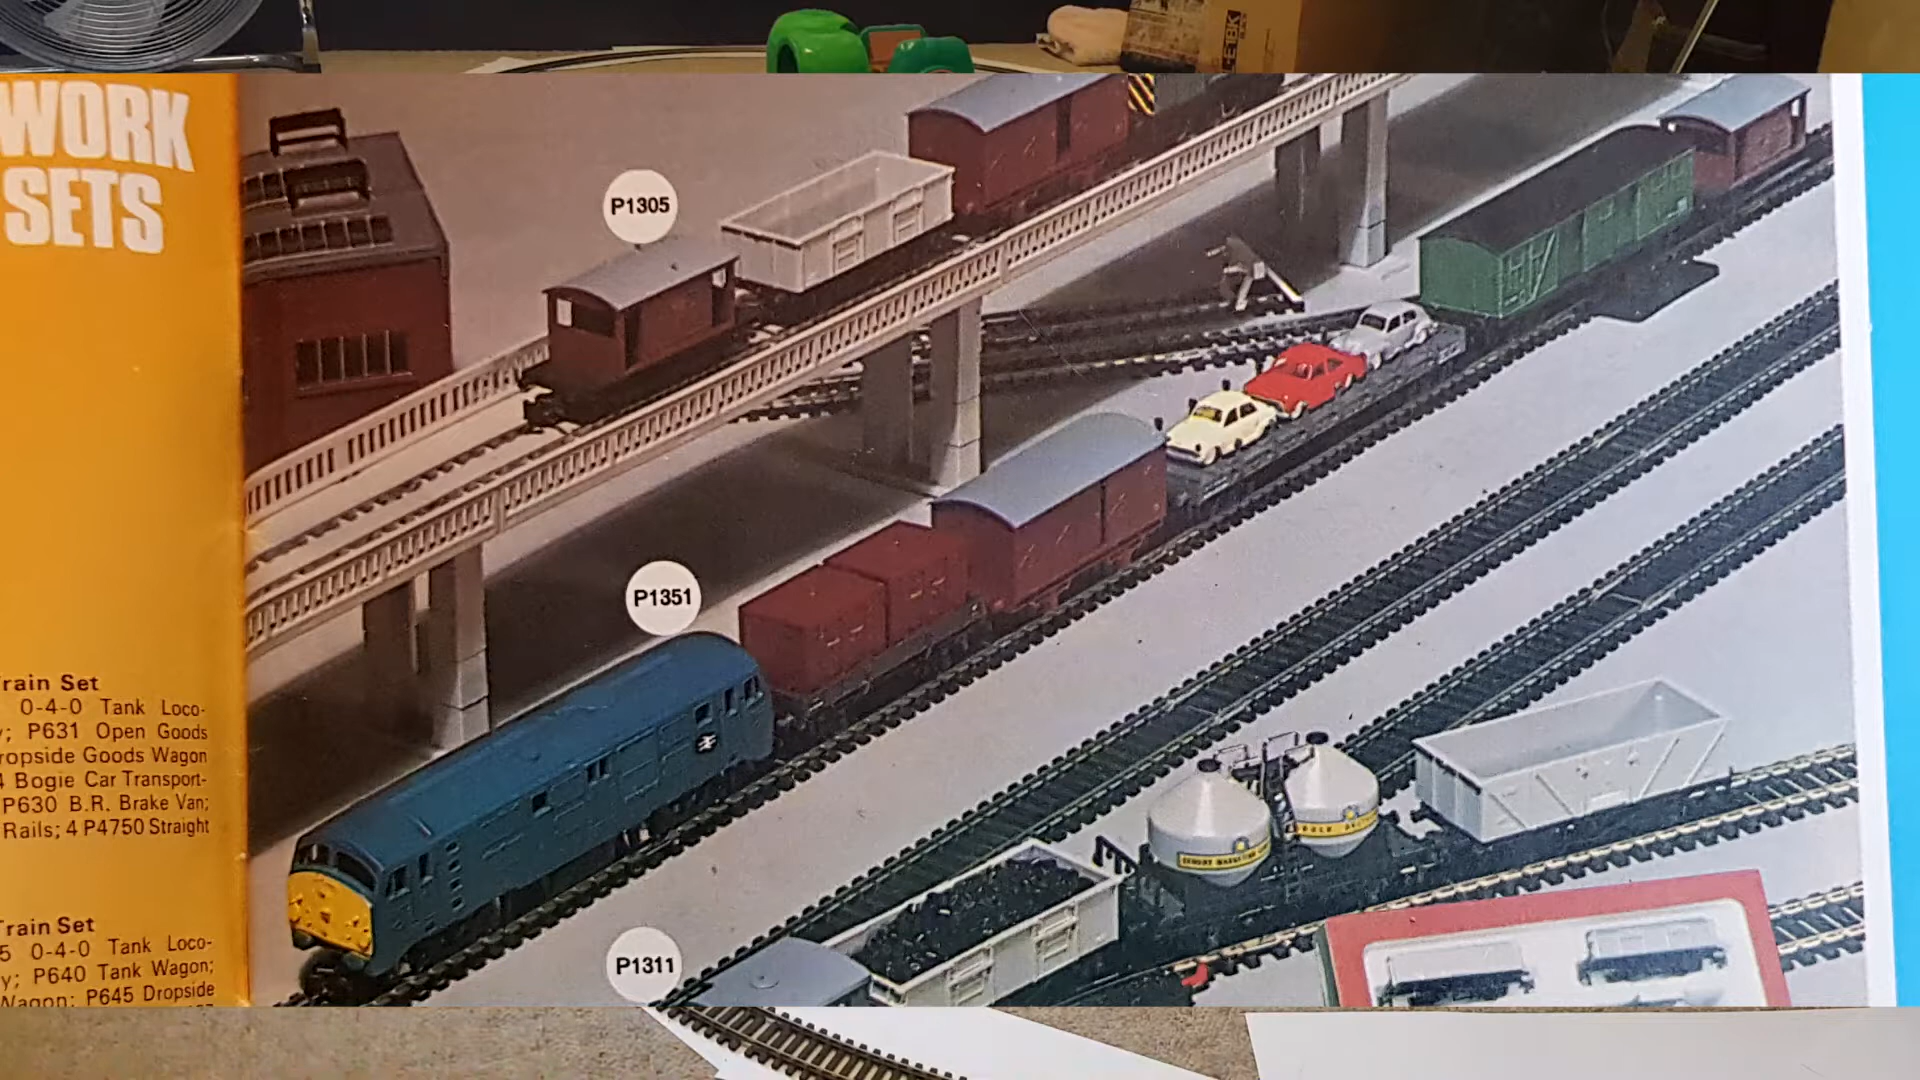 WORK
SETS
P1305
P1351
P1311
rain Set
0-4-0 Tank Loco-
y; P631 Open Goods
ropside Goods Wagon
4 Bogie Car Transport-
P630 B.R. Brake Van;
Rails; 4 P4750 Straight
Train Set
5 0-4-0 Tank Loco-
y; P640 Tank Wagon;
Wagon; P645 Dropside